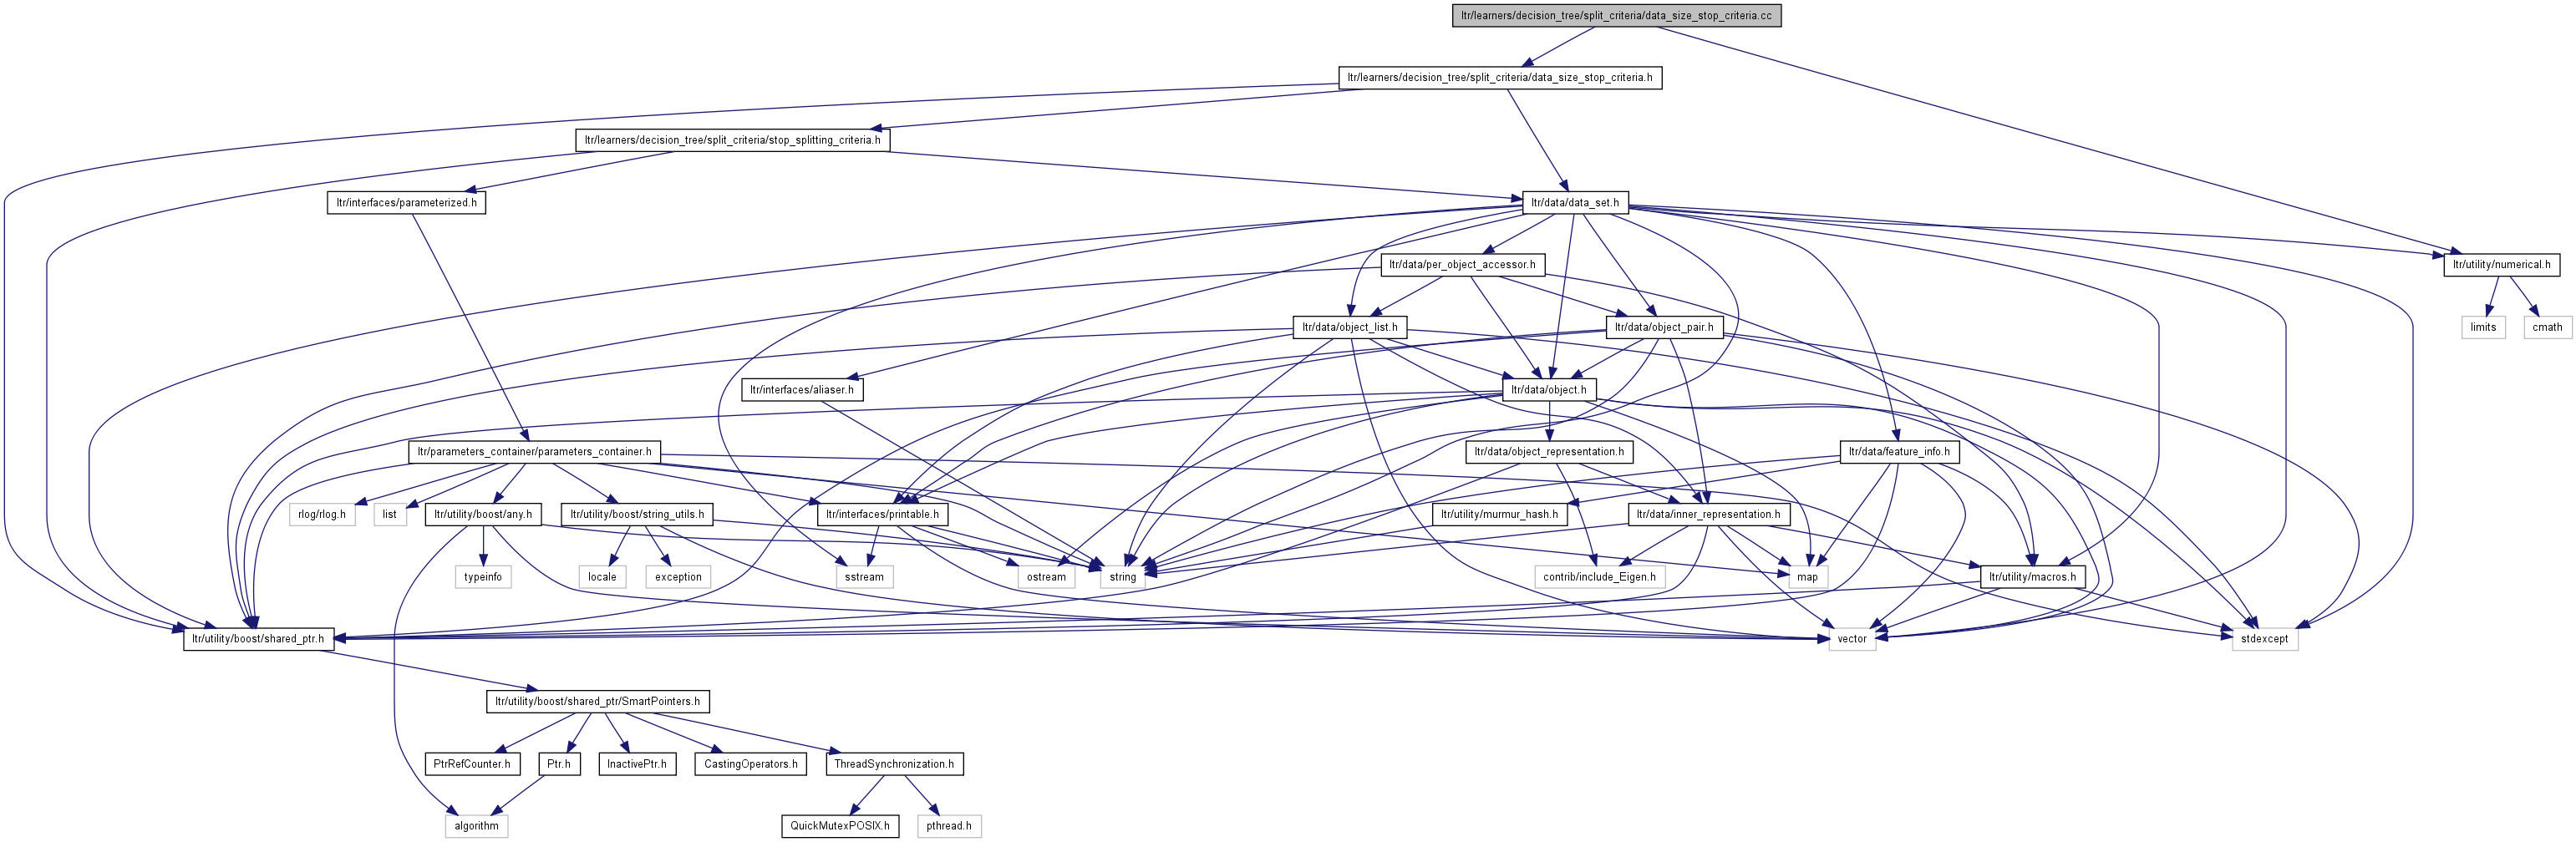 ltr/learners/decision_tree/split_criteria/data_size_stop_criteria.cc
ltr/learners/decision_tree/split_criteria/data_size_stop_criteria.h
ltr/learners/decision_tree/split_criteria/stop_splitting_criteria.h
ltr/interfaces/parameterized.h
ltr/data/data_set.h
ltr/data/per_object_accessor.h
ltr/utility/numerical.h
ltr/data/object_list.h
ltr/data/object_pair.h
limits
cmath
ltr/interfaces/aliaser.h
ltr/data/object.h
ltr/parameters_container/parameters_container.h
ltr/data/object_representation.h
ltr/data/feature_info.h
rlog/rlog.h
list
ltr/utility/boost/any.h
ltr/utility/boost/string_utils.h
ltr/interfaces/printable.h
ltr/utility/murmur_hash.h
ltr/data/inner_representation.h
typeinfo
locale
exception
sstream
ostream
string
contrib/include_Eigen.h
map
ltr/utility/macros.h
ltr/utility/boost/shared_ptr.h
vector
stdexcept
ltr/utility/boost/shared_ptr/SmartPointers.h
PtrRefCounter.h
Ptr.h
InactivePtr.h
CastingOperators.h
ThreadSynchronization.h
algorithm
QuickMutexPOSIX.h
pthread.h